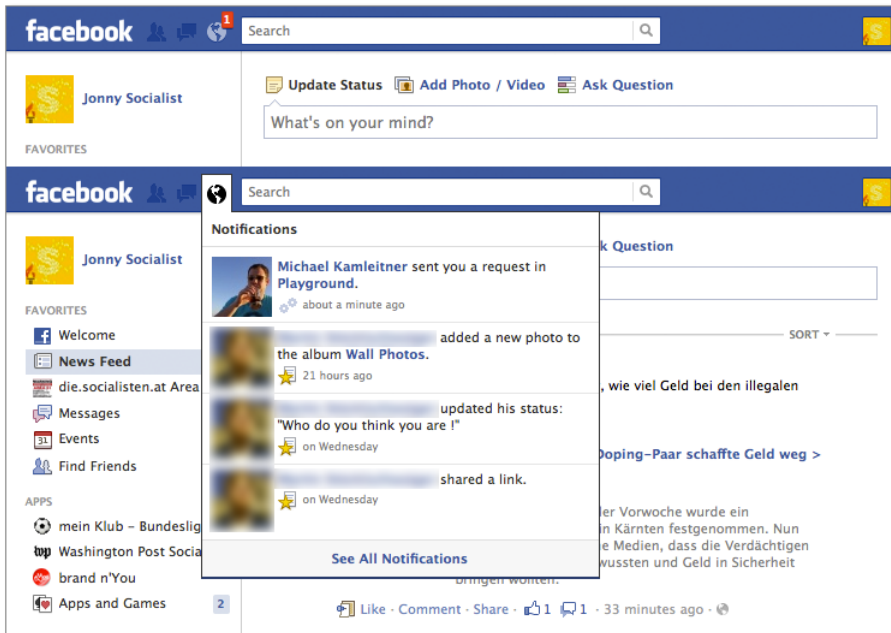 facebook
1
Search
Jonny Socialist
Update Status Add Photo / Video Ask Question
What's on your mind?
FAVORITES
facebook
Search
Notifications
Jonny Socialist
k Question
Michael Kamleitner sent you a request in
Playground.
about a minute ago
FAVORITES
Welcome
SORT
added a new photo to
the album Wall Photos.
21 hours ago
News Feed
die.socialisten.at Area
, wie viel Geld bei den illegalen
Messages
updated his status:
"Who do you think you are !"
on Wednesday
31
Events
Find Friends
Doping-Paar schaffte Geld weg >
shared a link.
on Wednesday
APPS
mein Klub - Bundeslig
der Vorwoche wurde ein
in Kärnten festgenommen. Nun
wp
Washington Post Socia
e Medien, dass die Verdächtigen
wussten und Geld in Sicherheit
bringen wollten.
See All Notifications
brand n'You
Apps and Games 2
Like · Comment · Share · 1 1 · 33 minutes ago ·